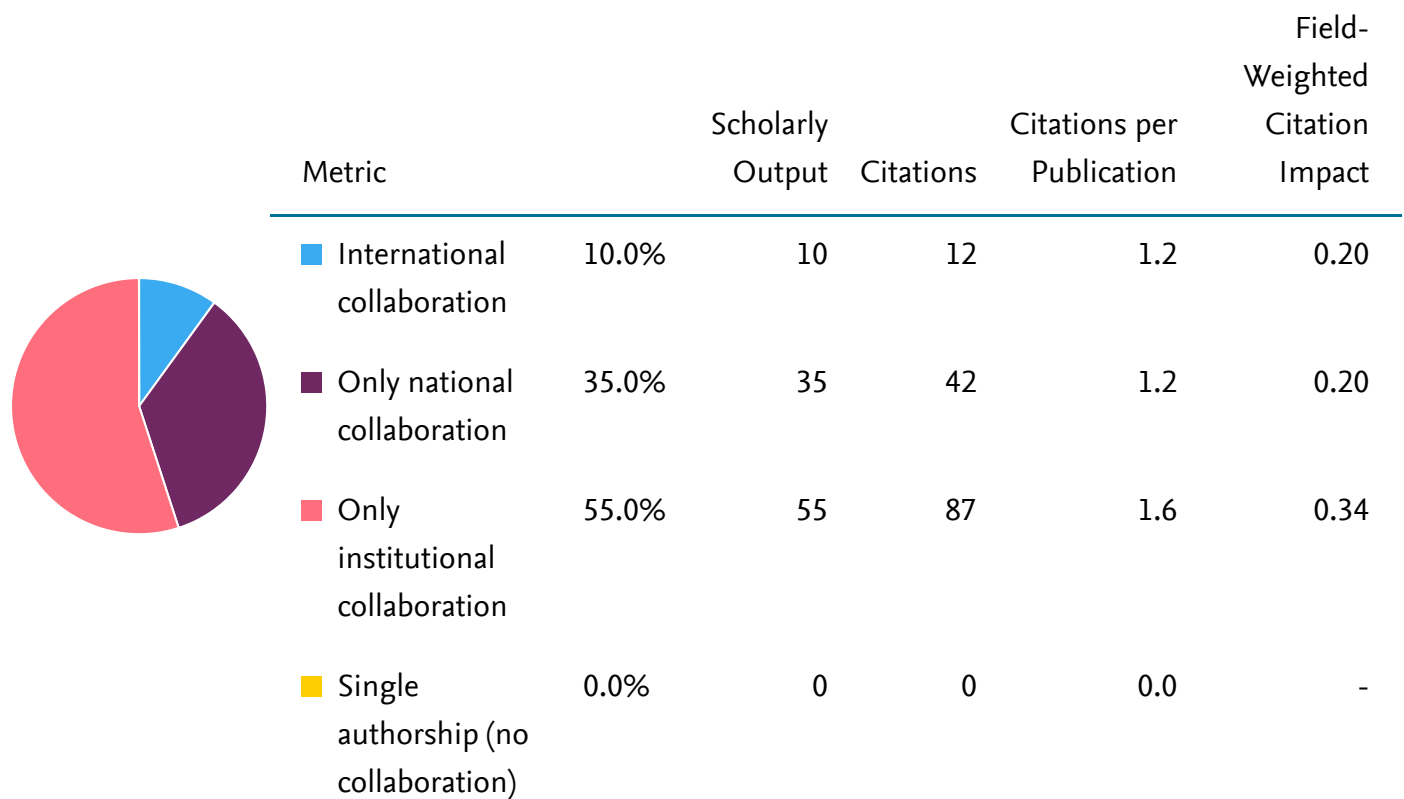 Field-
Weighted
Scholarly Citations per Citation
Metric Output Citations Publication Impact
International 10.0% 10 12 1.2 0.20
collaboration
Only national 35.0% 35 42 1.2 0.20
collaboration
Only 55.0% 55 87 1.6 0.34
institutional
collaboration
Single 0.0% 0 0 0.0 -
authorship (no
collaboration)